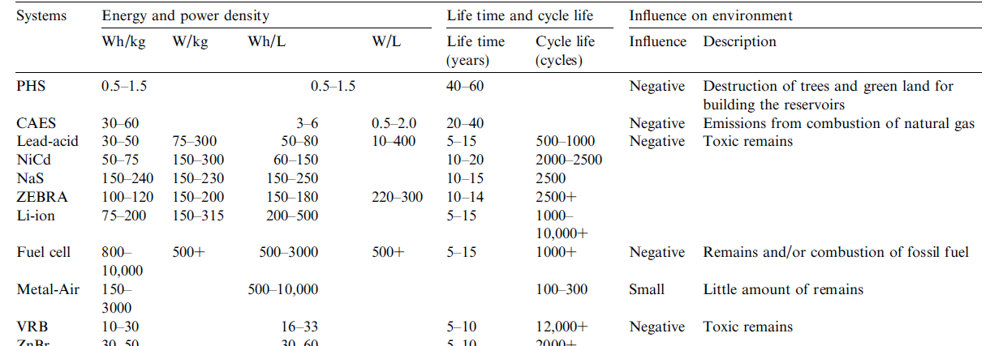 Systems Energy and power density Life time and cycle life Influence on environment
Wh/kg W/kg Wh/L W/L Life time Cycle life Influence Description
(years) (cycles)
PHS 0.5–1.5 0.5–1.5 40–60 Negative Destruction of trees and green land for
building the reservoirs
CAES 30–60 3–6 0.5–2.0 20–40 Negative Emissions from combustion of natural gas
Lead-acid 30–50 75–300 50–80 10–400 5–15 500–1000 Negative Toxic remains
NiCd 50–75 150–300 60–150 10–20 2000–2500
NaS 150–240 150–230 150–250 10–15 2500
ZEBRA 100–120 150–200 150–180 220–300 10–14 2500+
Li-ion 75–200 150–315 200–500 5–15 1000–
10,000+
Fuel cell 800– 500+ 500–3000 500+ 5–15 1000+ Negative Remains and/or combustion of fossil fuel
10,000
Metal-Air 150– 500–10,000 100–300 Small Little amount of remains
3000
VRB 10–30 16–33 5–10 12,000+ Negative Toxic remains
ZnBr 30–50 30–60 5–10 2000+